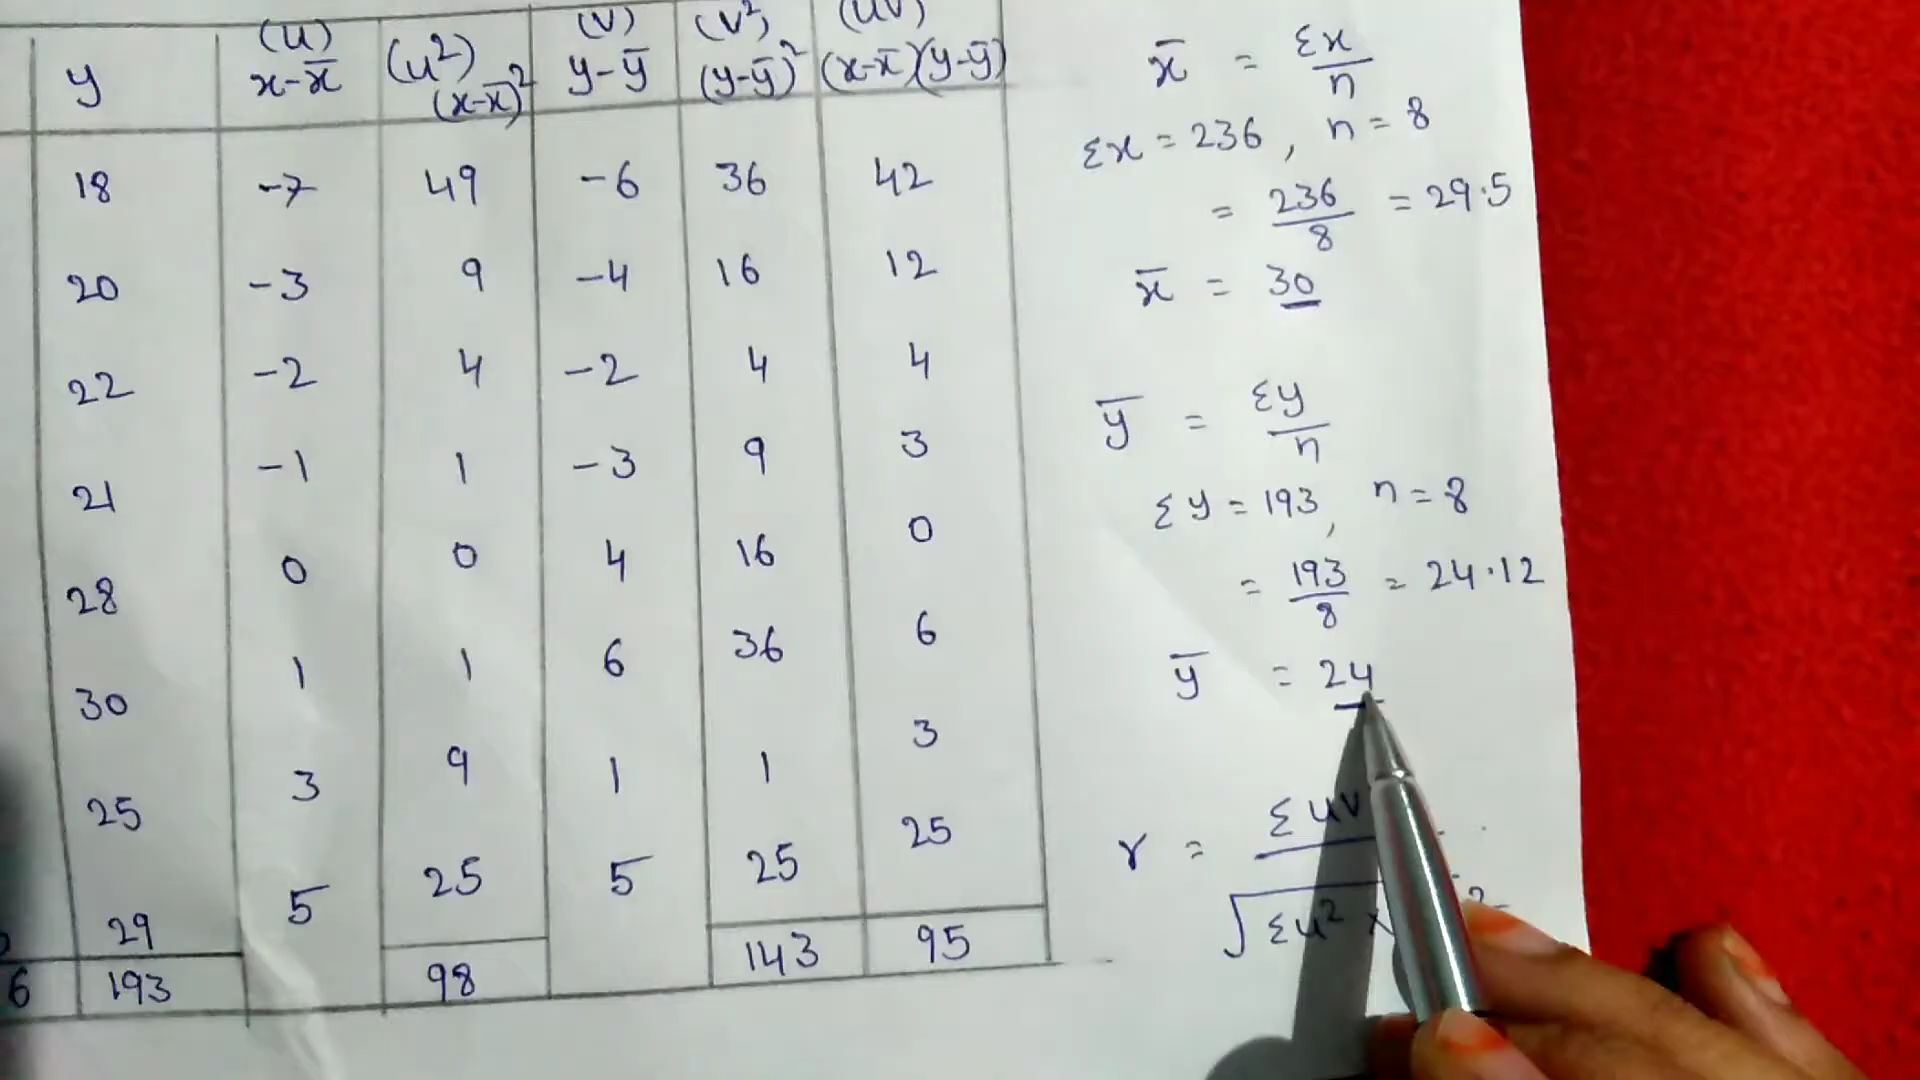 (u) (v) (v²) (uv)
y x-x̄ (u²) y-ȳ (y-ȳ)² (x-x̄)(y-ȳ)
(x-x̄)²
18 -7 49 -6 36 42
20 -3 9 -4 16 12
22 -2 4 -2 4 4
21 -1 1 -3 9 3
28 0 0 4 16 0
30 1 1 6 36 6
25 3 9 1 1 3
29 5 25 5 25 25
6 193 98 143 95
x̄ = Σx/n
Σx = 236, n = 8
= 236/8 = 29.5
x̄ = 30
ȳ = Σy/n
Σy = 193, n = 8
= 193/8 = 24.12
ȳ = 24
r = Σuv
√Σu² x ²